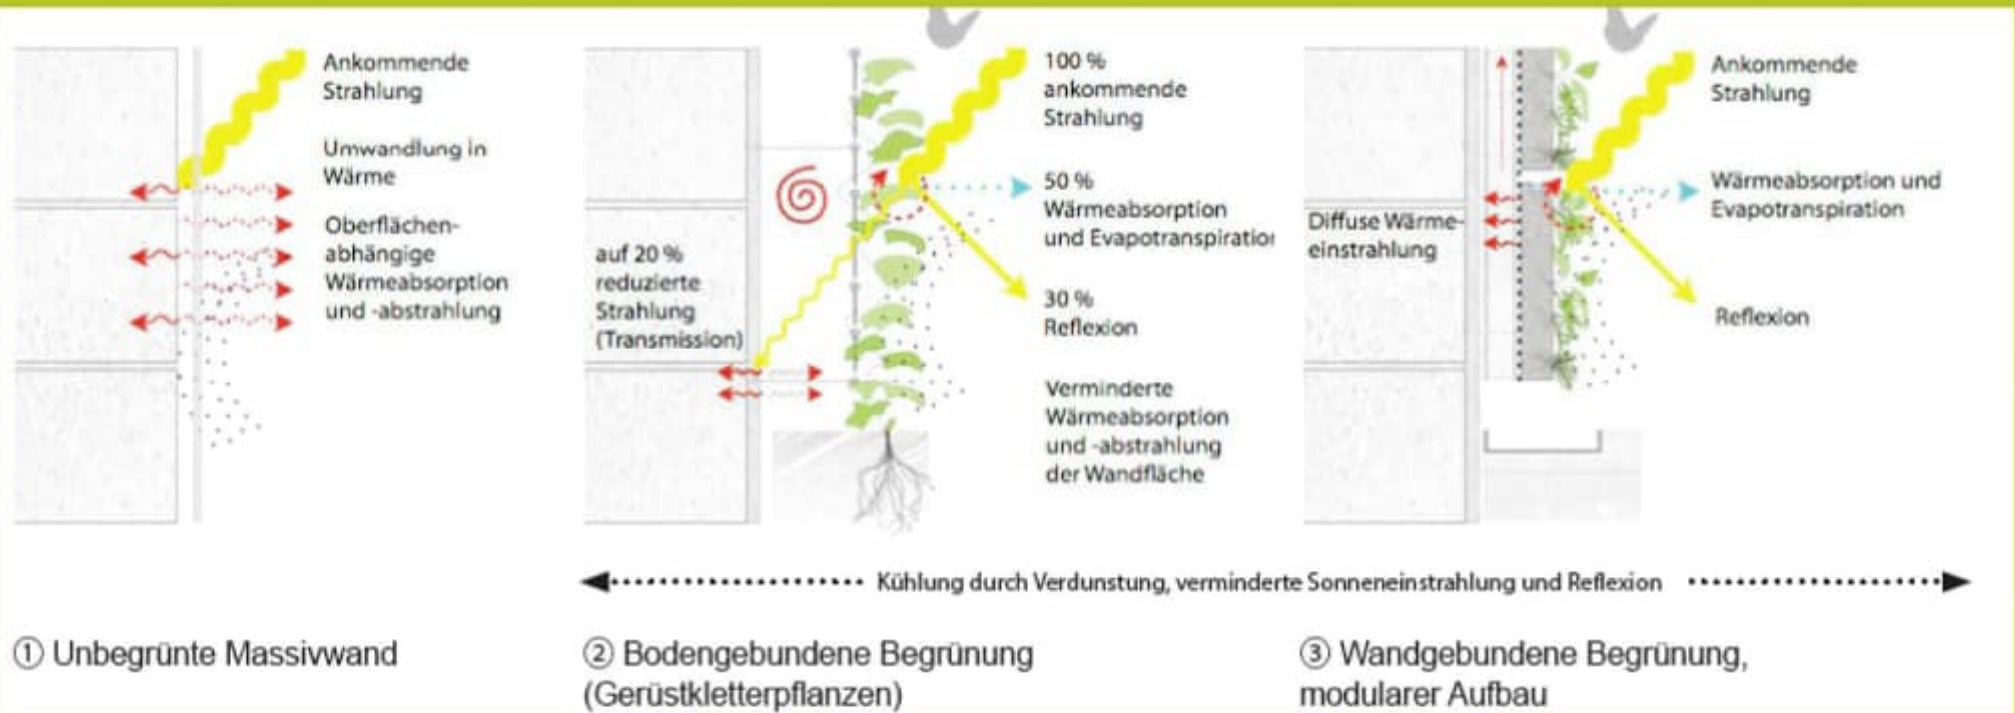 Ankommende
Strahlung
Umwandlung in
Wärme
Oberflächen-
abhängige
Wärmeabsorption
und -abstrahlung
auf 20 %
reduzierte
Strahlung
(Transmission)
100 %
ankommende
Strahlung
50 %
Wärmeabsorption
und Evapotranspiration
30 %
Reflexion
Verminderte
Wärmeabsorption
und -abstrahlung
der Wandfläche
Diffuse Wärme-
einstrahlung
Ankommende
Strahlung
Wärmeabsorption und
Evapotranspiration
Reflexion
Kühlung durch Verdunstung, verminderte Sonneneinstrahlung und Reflexion
① Unbegrünte Massivwand
② Bodengebundene Begrünung
(Gerüstkletterpflanzen)
③ Wandgebundene Begrünung,
modularer Aufbau